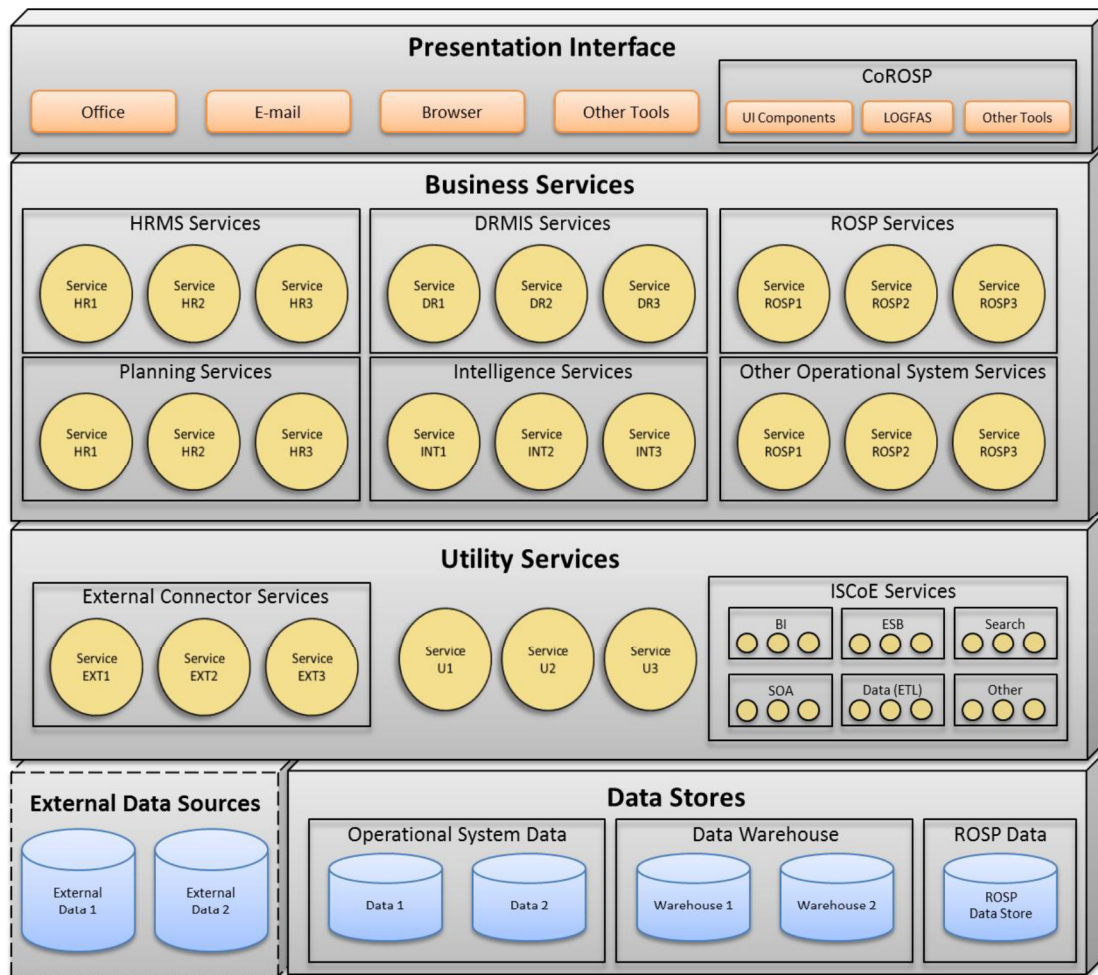 Presentation Interface
Office
E-mail
Browser
Other Tools
CoROSP
UI Components
LOGFAS
Other Tools
Business Services
HRMS Services
Service
HR1
Service
HR2
Service
HR3
DRMIS Services
Service
DR1
Service
DR2
Service
DR3
ROSP Services
Service
ROSP1
Service
ROSP2
Service
ROSP3
Planning Services
Service
HR1
Service
HR2
Service
HR3
Intelligence Services
Service
INT1
Service
INT2
Service
INT3
Other Operational System Services
Service
ROSP1
Service
ROSP2
Service
ROSP3
Utility Services
External Connector Services
Service
EXT1
Service
EXT2
Service
EXT3
Service
U1
Service
U2
Service
U3
ISCoE Services
BI
ESB
Search
SOA
Data (ETL)
Other
External Data Sources
External
Data 1
External
Data 2
Data Stores
Operational System Data
Data 1
Data 2
Data Warehouse
Warehouse 1
Warehouse 2
ROSP Data
ROSP
Data Store